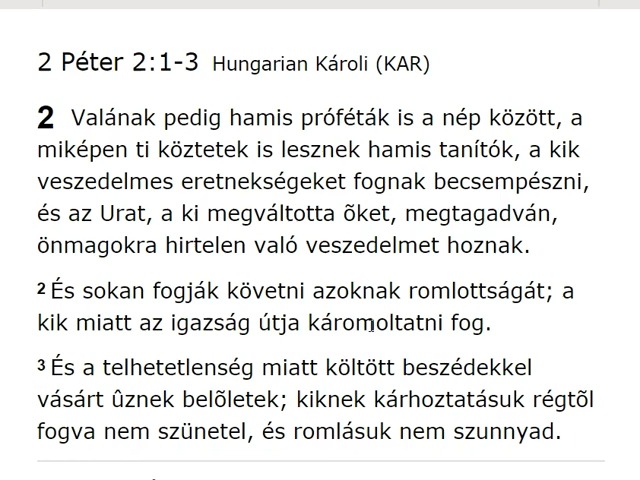 2 Péter 2:1-3 Hungarian Károli (KAR)
2 Valának pedig hamis próféták is a nép között, a
miképen ti köztetek is lesznek hamis tanítók, a kik
veszedelmes eretnekségeket fognak becsempészni,
és az Urat, a ki megváltotta õket, megtagadván,
önmagokra hirtelen való veszedelmet hoznak.
2 És sokan fogják követni azoknak romlottságát; a
kik miatt az igazság útja káromoltatni fog.
3 És a telhetetlenség miatt költött beszédekkel
vásárt ûznek belõletek; kiknek kárhoztatásuk régtõl
fogva nem szünetel, és romlásuk nem szunnyad.